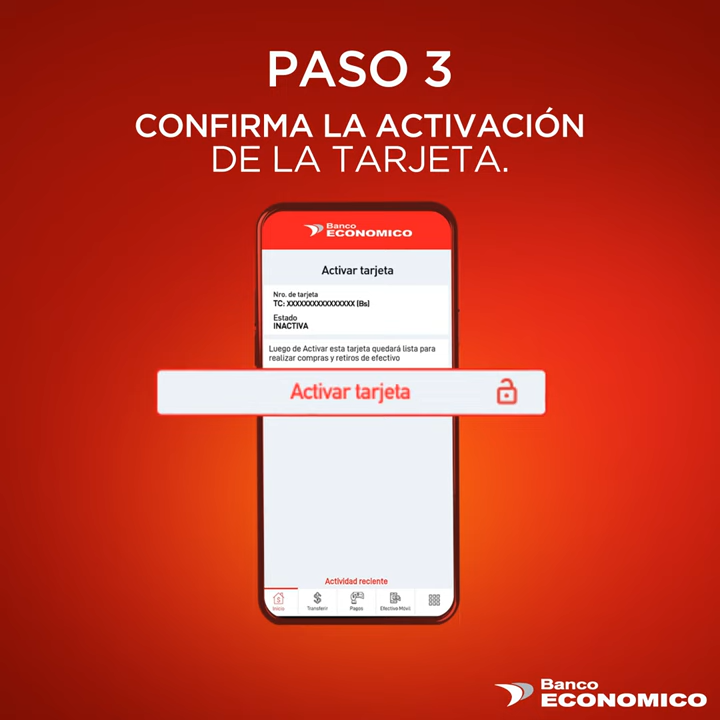 PASO 3
CONFIRMA LA ACTIVACIÓN
DE LA TARJETA.
Banco
ECONOMICO
Activar tarjeta
Nro. de tarjeta
TC: XXXXXXXXXXXXXXXX (Bs)
Estado
INACTIVA
Luego de Activar esta tarjeta quedará lista para
realizar compras y retiros de efectivo
Activar tarjeta
Actividad reciente
Inicio Transferir Pagos Efectivo Móvil
Banco
ECONOMICO